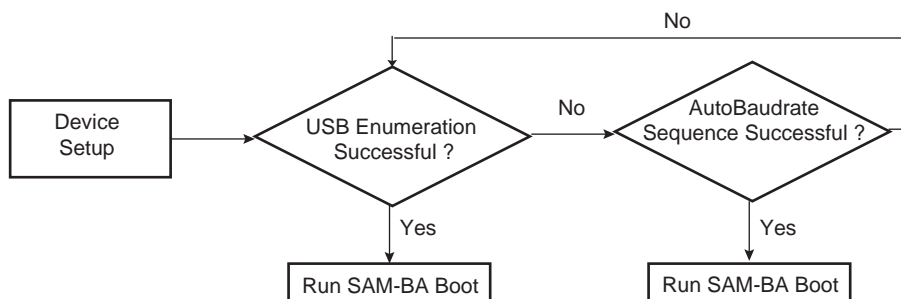 No
Device
Setup
USB Enumeration
Successful ?
No
AutoBaudrate
Sequence Successful ?
Yes
Yes
Run SAM-BA Boot
Run SAM-BA Boot